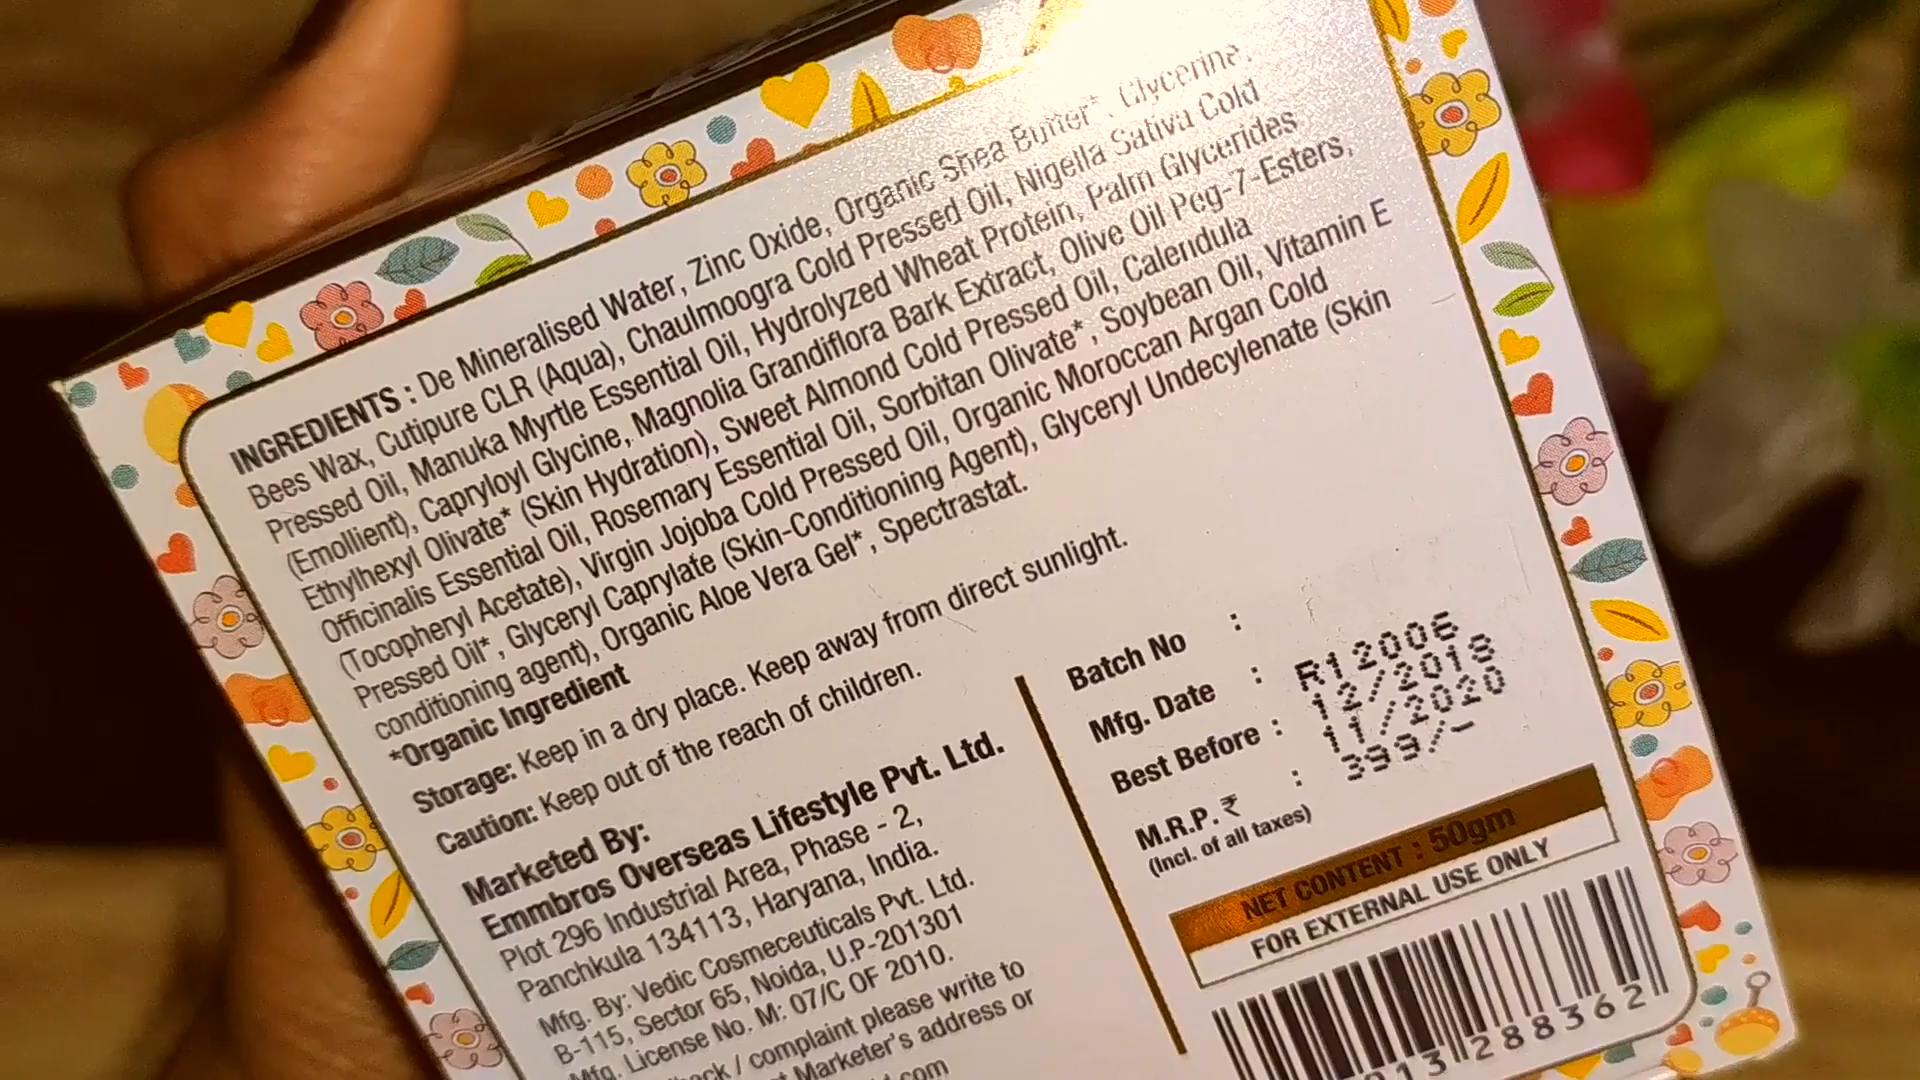 INGREDIENTS : De Mineralised Water, Zinc Oxide, Organic Shea Butter*, Glycerine,
Bees Wax, Cutipure CLR (Aqua), Chaulmoogra Cold Pressed Oil, Nigella Sativa Cold
Pressed Oil, Manuka Myrtle Essential Oil, Hydrolyzed Wheat Protein, Palm Glycerides
(Emollient), Capryloyl Glycine, Magnolia Grandiflora Bark Extract, Olive Oil Peg-7-Esters,
Ethylhexyl Olivate* (Skin Hydration), Sweet Almond Cold Pressed Oil, Calendula
Officinalis Essential Oil, Rosemary Essential Oil, Sorbitan Olivate*, Soybean Oil, Vitamin E
(Tocopheryl Acetate), Virgin Jojoba Cold Pressed Oil, Organic Moroccan Argan Cold
Pressed Oil*, Glyceryl Caprylate (Skin-Conditioning Agent), Glyceryl Undecylenate (Skin
conditioning agent), Organic Aloe Vera Gel*, Spectrastat.
*Organic Ingredient
Storage: Keep in a dry place. Keep away from direct sunlight.
Caution: Keep out of the reach of children.
Marketed By:
Emmbros Overseas Lifestyle Pvt. Ltd.
Plot 296 Industrial Area, Phase - 2,
Panchkula 134113, Haryana, India.
Mfg. By: Vedic Cosmeceuticals Pvt. Ltd.
B-115, Sector 65, Noida, U.P-201301
Mfg. License No. M: 07/C OF 2010.
/ complaint please write to
Marketer's address or
.com
Batch No : R12006
Mfg. Date : 12/2018
Best Before : 11/2020
M.R.P. ₹ : 399/-
(Incl. of all taxes)
NET CONTENT : 50gm
FOR EXTERNAL USE ONLY
13288362